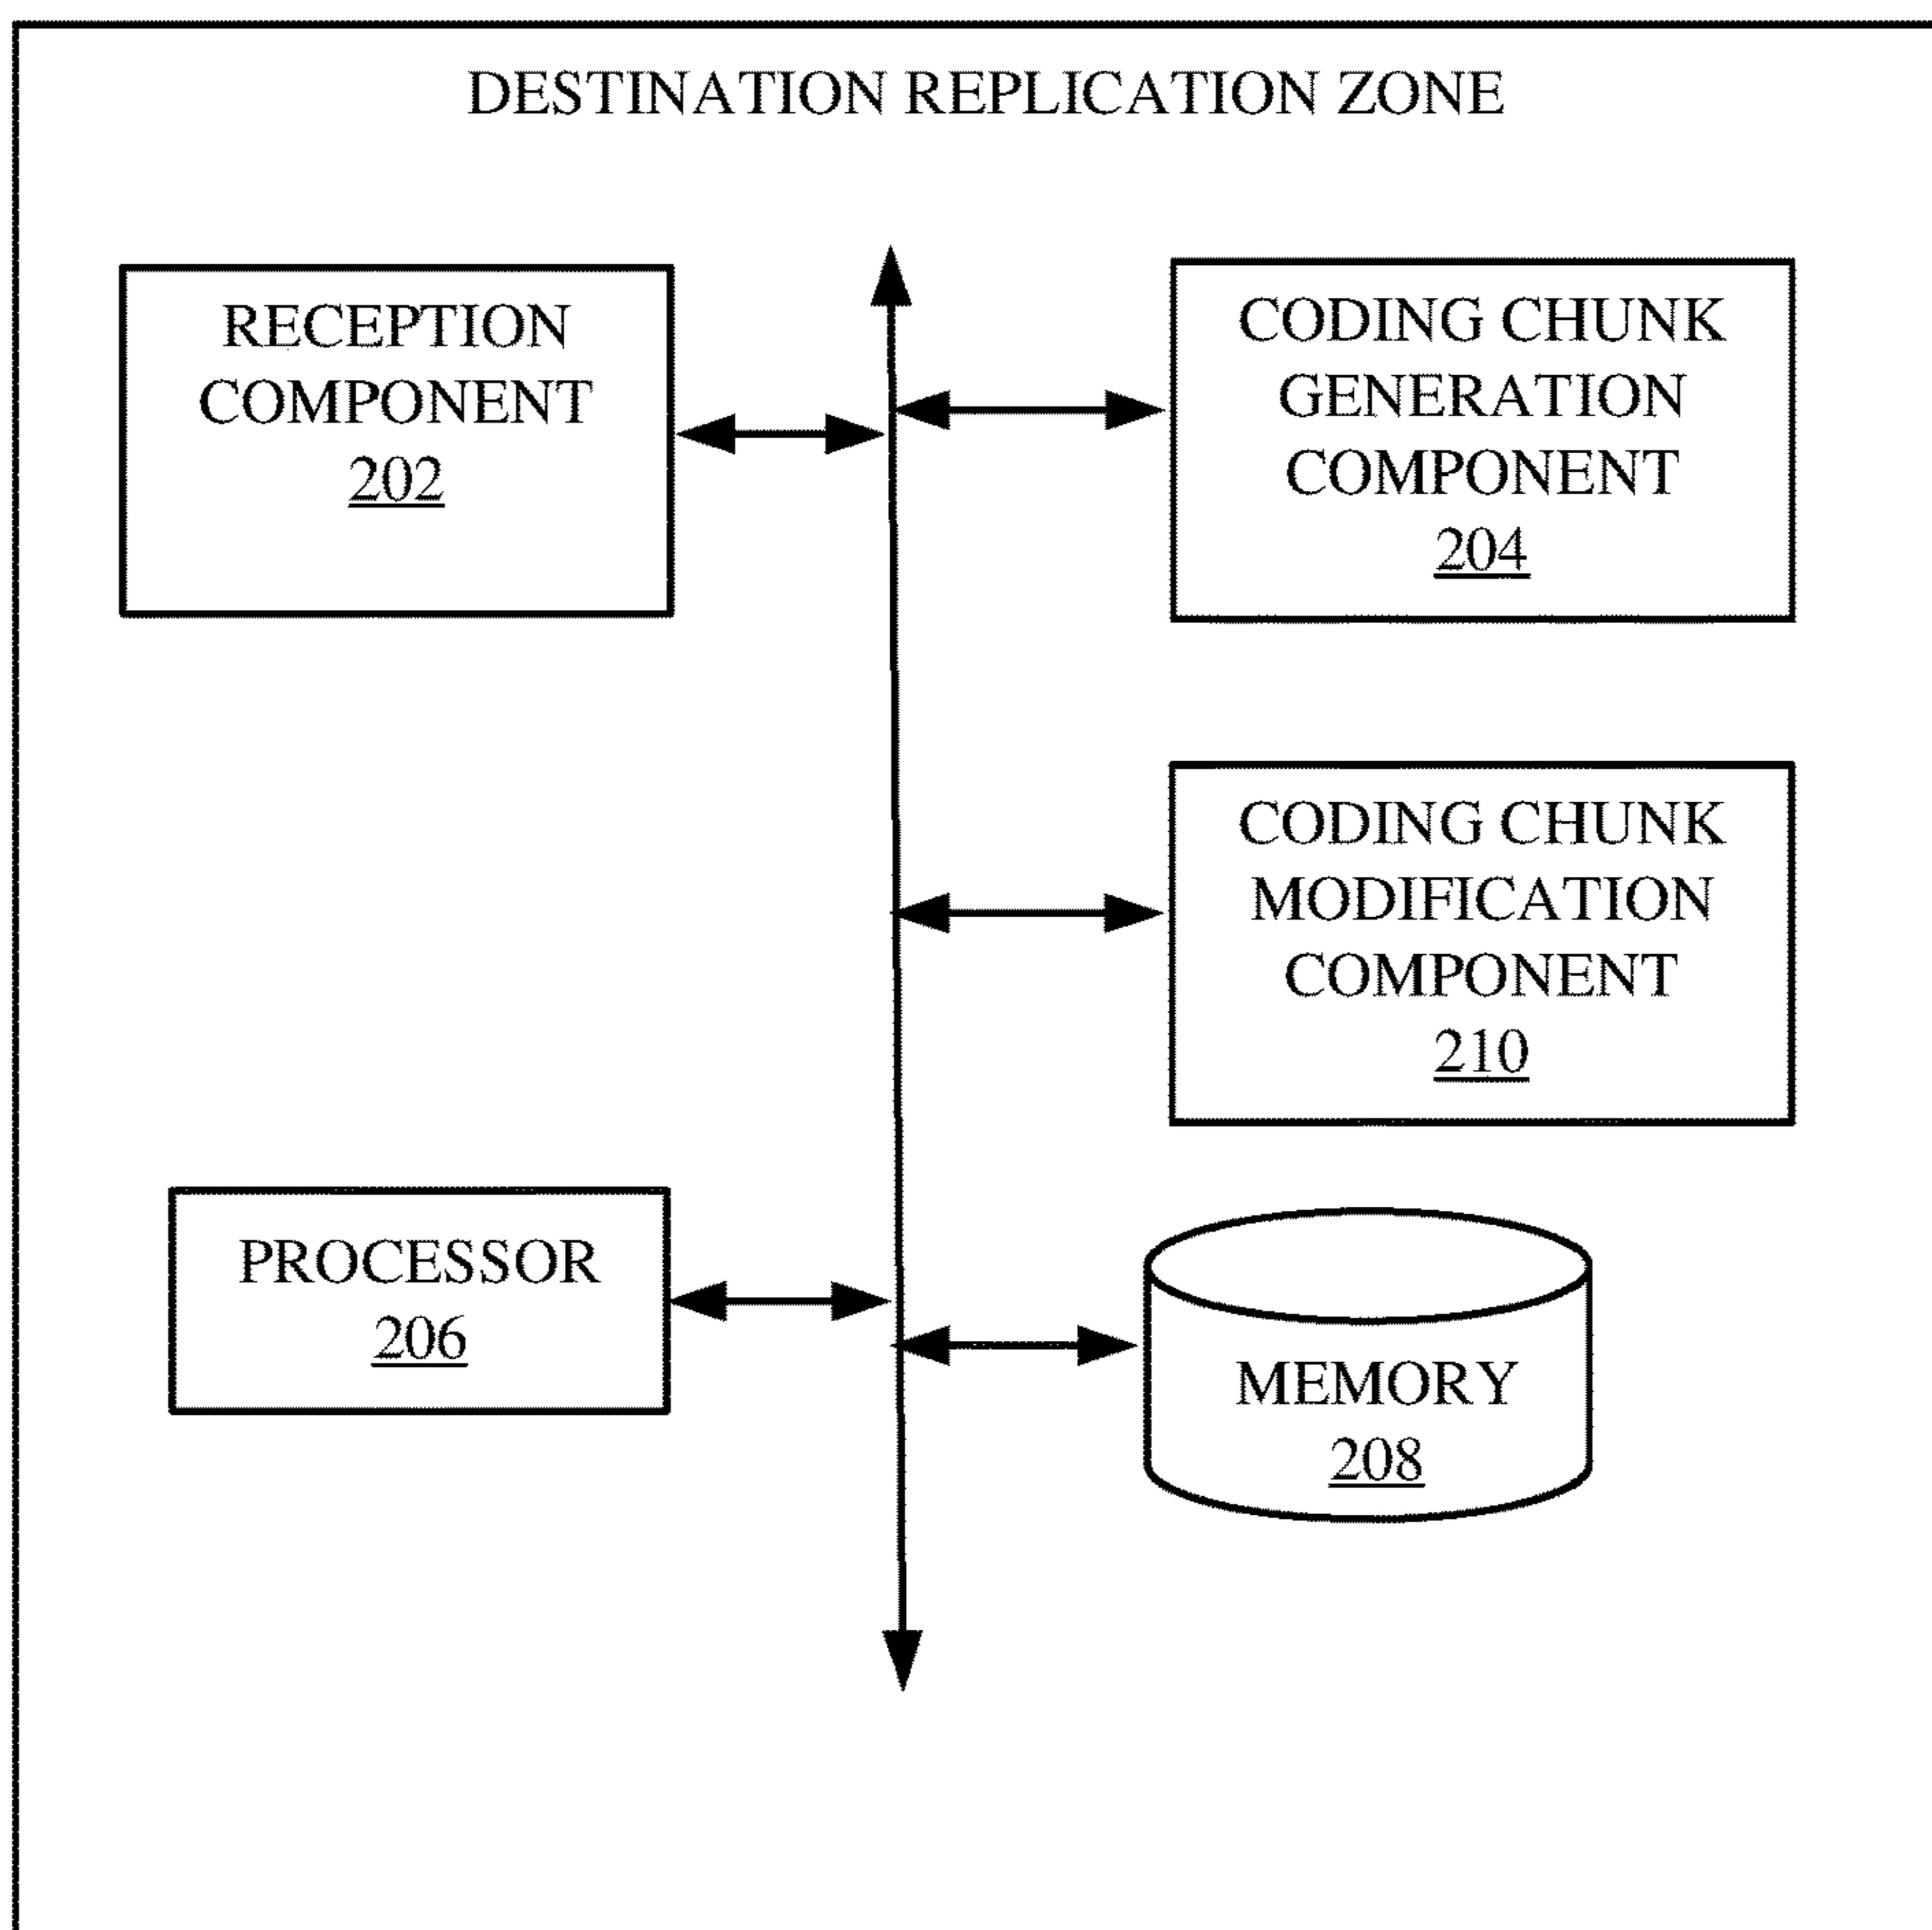 DESTINATION REPLICATION ZONE
RECEPTION
COMPONENT
202
CODING CHUNK
GENERATION
COMPONENT
204
CODING CHUNK
MODIFICATION
COMPONENT
210
PROCESSOR
206
MEMORY
208